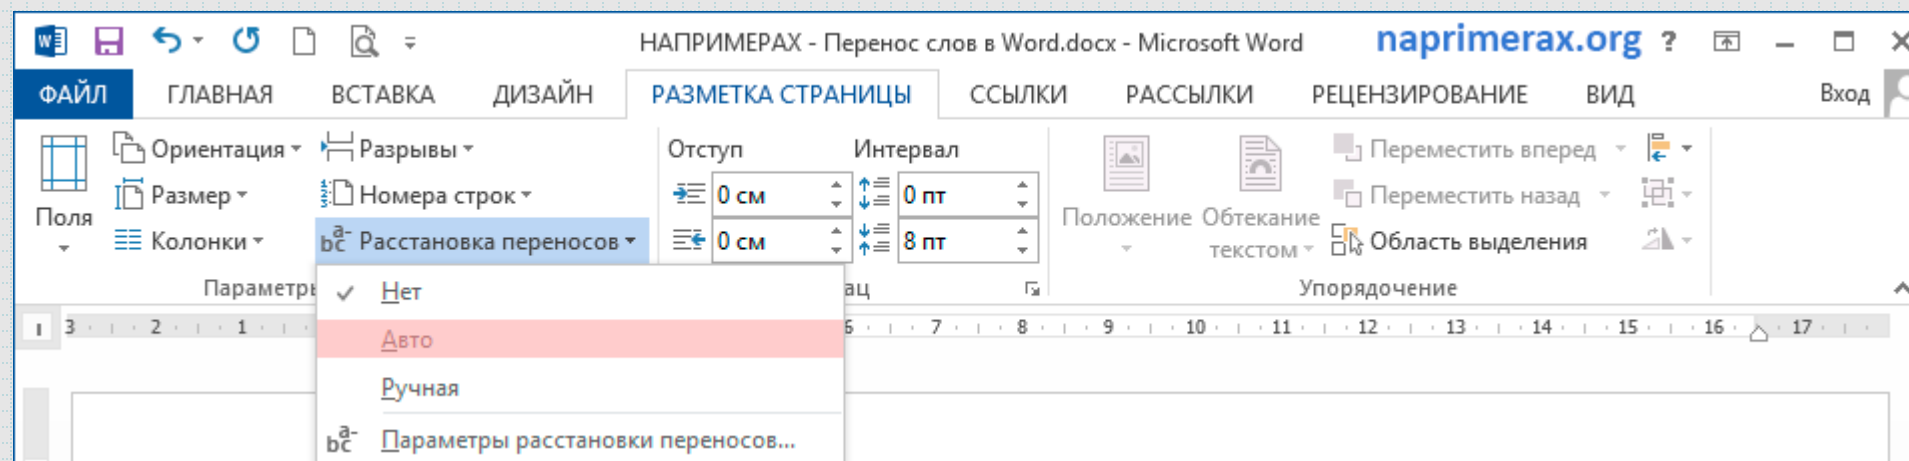 НАПРИМЕРАХ - Перенос слов в Word.docx - Microsoft Word naprimerax.org ?
ФАЙЛ ГЛАВНАЯ ВСТАВКА ДИЗАЙН РАЗМЕТКА СТРАНИЦЫ ССЫЛКИ РАССЫЛКИ РЕЦЕНЗИРОВАНИЕ ВИД Вход
Поля
Ориентация
Размер
Колонки
Разрывы
Номера строк
Расстановка переносов
Параметры
Отступ Интервал
0 см 0 пт
0 см 8 пт
ац
Положение
Обтекание
текстом
Переместить вперед
Переместить назад
Область выделения
Упорядочение
Нет
Авто
Ручная
Параметры расстановки переносов...
3 2 1 6 7 8 9 10 11 12 13 14 15 16 17